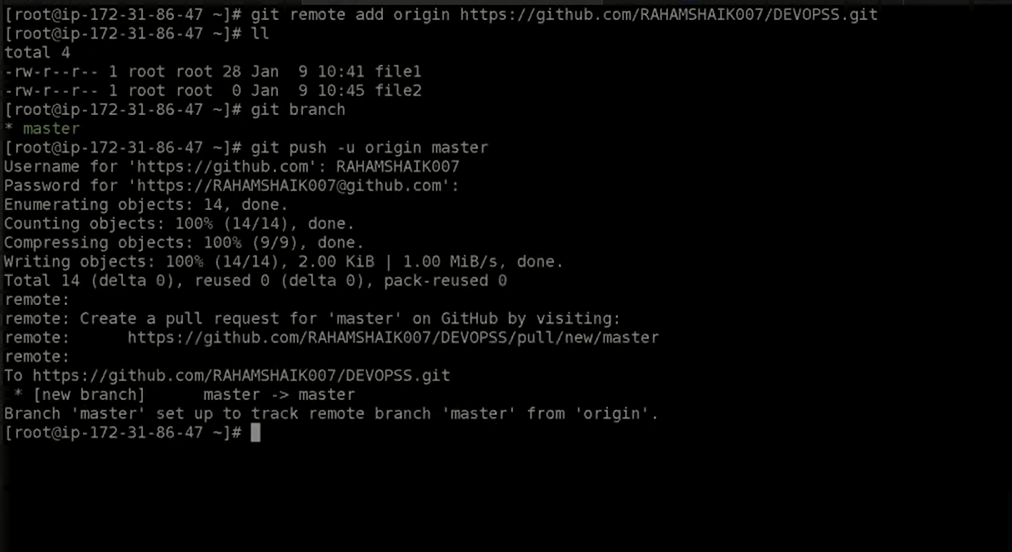 [root@ip-172-31-86-47 ~]# git remote add origin https://github.com/RAHAMSHAIK007/DEVOPSS.git
[root@ip-172-31-86-47 ~]# ll
total 4
-rw-r--r-- 1 root root 28 Jan  9 10:41 file1
-rw-r--r-- 1 root root  0 Jan  9 10:45 file2
[root@ip-172-31-86-47 ~]# git branch
* master
[root@ip-172-31-86-47 ~]# git push -u origin master
Username for 'https://github.com': RAHAMSHAIK007
Password for 'https://RAHAMSHAIK007@github.com':
Enumerating objects: 14, done.
Counting objects: 100% (14/14), done.
Compressing objects: 100% (9/9), done.
Writing objects: 100% (14/14), 2.00 KiB | 1.00 MiB/s, done.
Total 14 (delta 0), reused 0 (delta 0), pack-reused 0
remote:
remote: Create a pull request for 'master' on GitHub by visiting:
remote:      https://github.com/RAHAMSHAIK007/DEVOPSS/pull/new/master
remote:
To https://github.com/RAHAMSHAIK007/DEVOPSS.git
 * [new branch]      master -> master
Branch 'master' set up to track remote branch 'master' from 'origin'.
[root@ip-172-31-86-47 ~]#